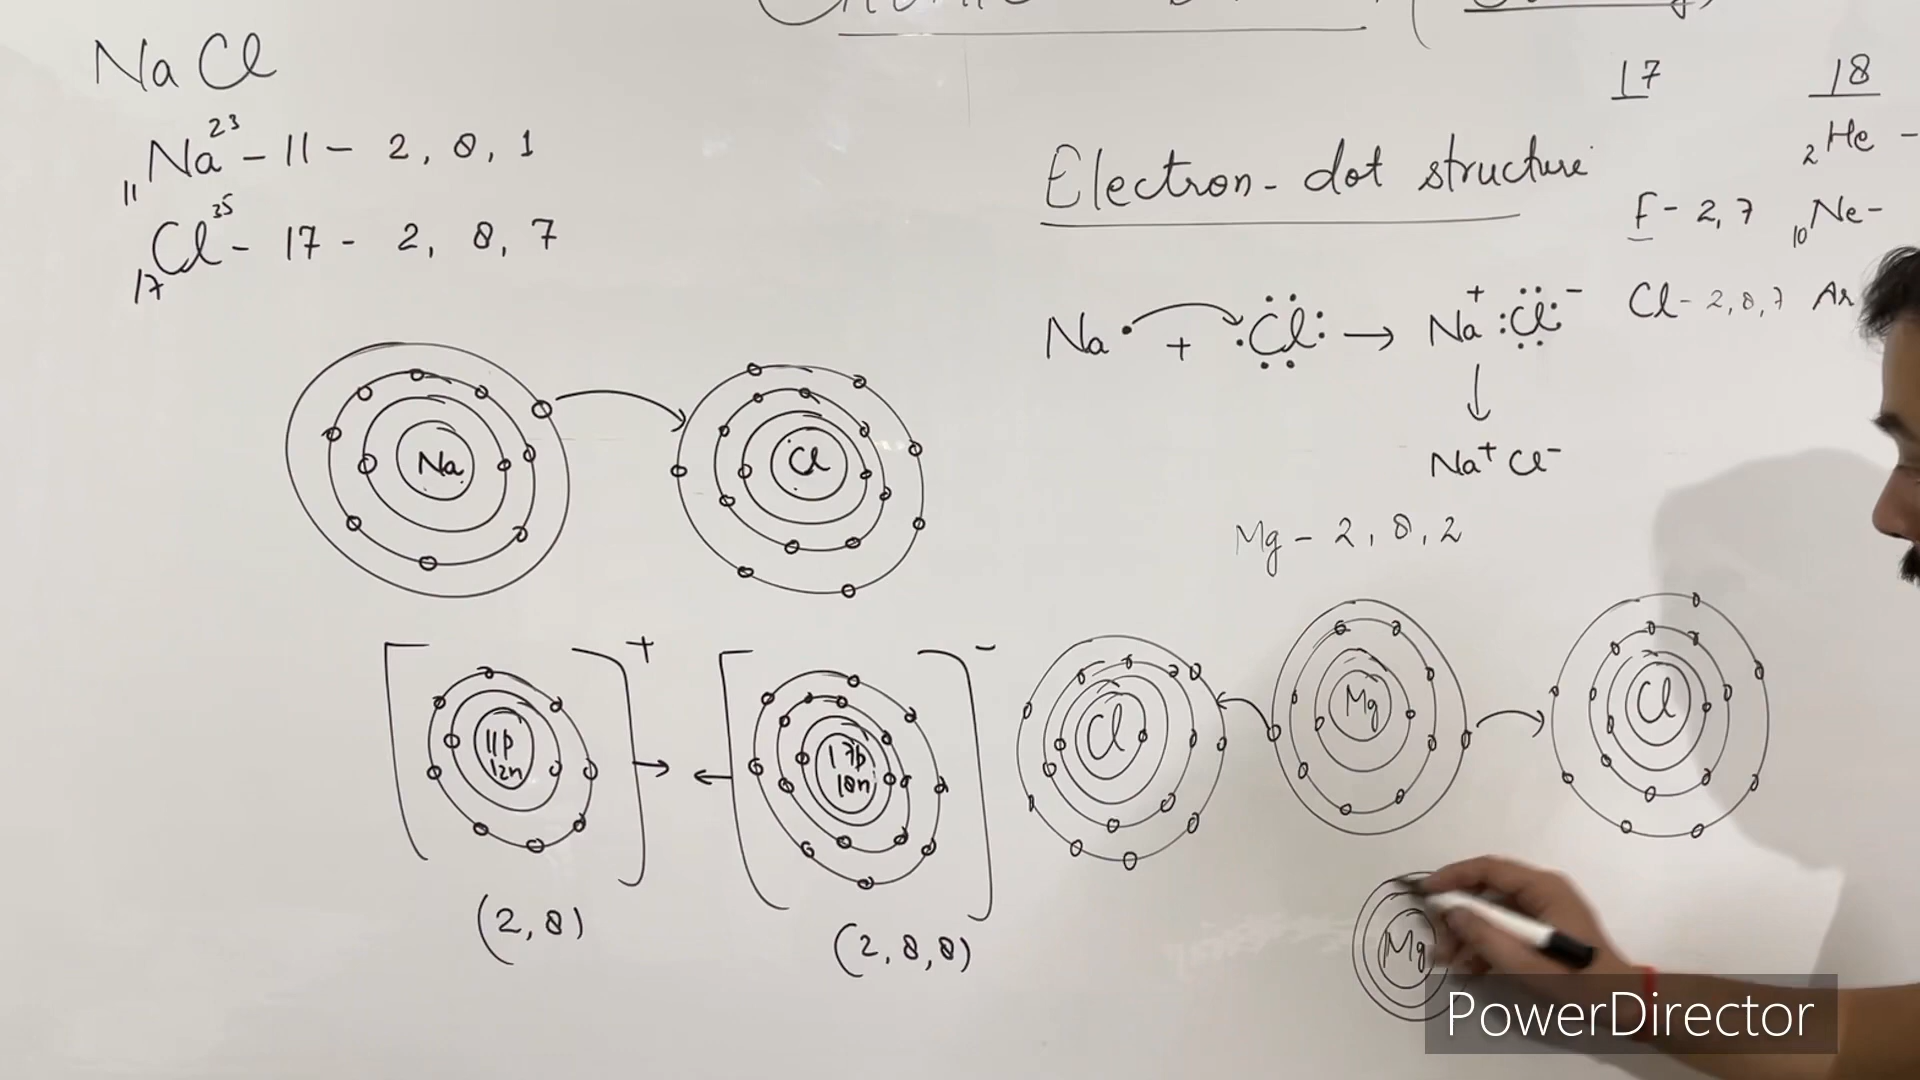 NaCl
₁₁Na²³ - 11 - 2, 8, 1
₁₇Cl³⁵ - 17 - 2, 8, 7
Electron-dot structure
17
18
₂He -
F - 2, 7
₁₀Ne -
Cl - 2, 8, 7
Ar
Na• + Cl → Na⁺ Cl⁻
Na⁺ Cl⁻
Mg - 2, 8, 2
Na
Cl
Cl
Mg
Cl
+
-
11p
12n
17p
18n
(2, 8)
(2, 8, 8)
Mg
PowerDirector